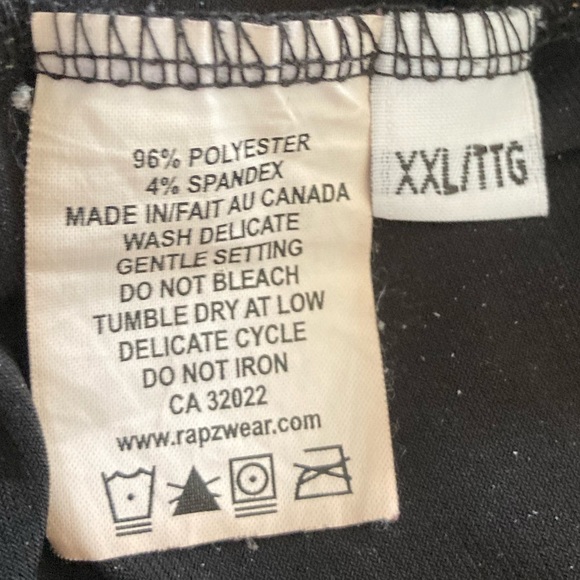 96% POLYESTER
4% SPANDEX
MADE IN/FAIT AU CANADA
WASH DELICATE
GENTLE SETTING
DO NOT BLEACH
TUMBLE DRY AT LOW
DELICATE CYCLE
DO NOT IRON
CA 32022
www.rapzwear.com
XXL/TTG